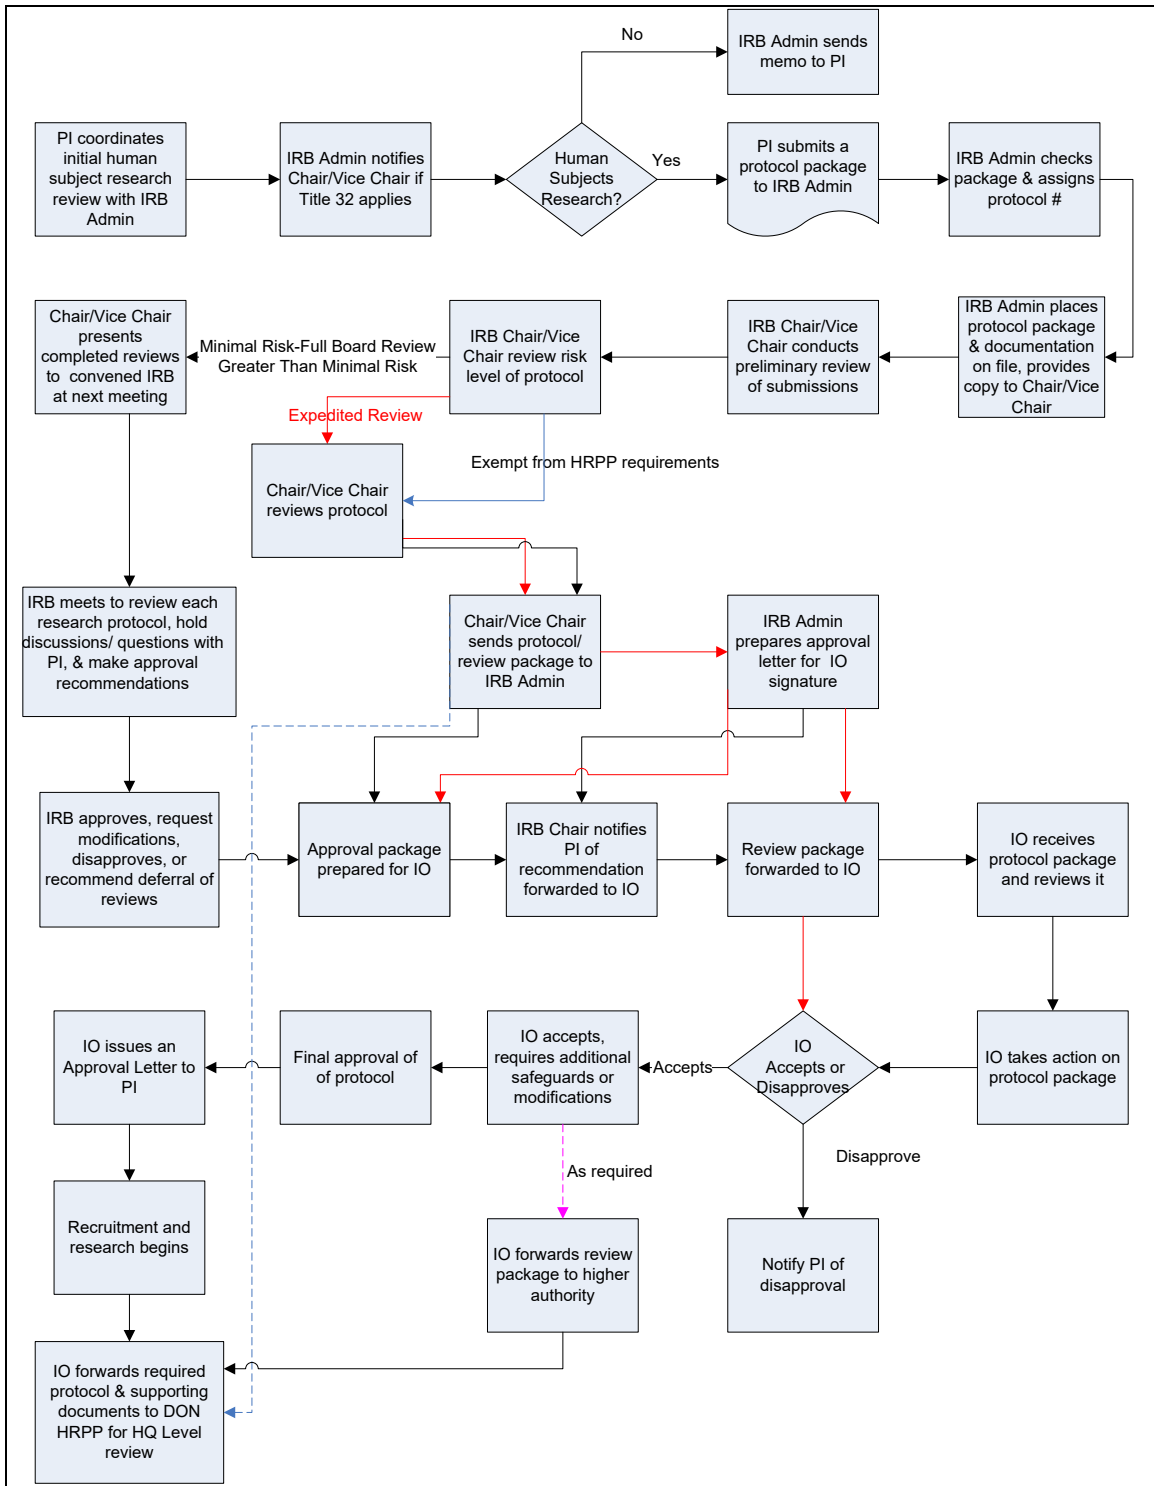 No
IRB Admin sends
memo to PI
PI coordinates
initial human
subject research
review with IRB
Admin
IRB Admin notifies
Chair/Vice Chair if
Title 32 applies
Human
Subjects
Research?
Yes
PI submits a
protocol package
to IRB Admin
IRB Admin checks
package & assigns
protocol #
Chair/Vice Chair
presents
completed reviews
to convened IRB
at next meeting
Minimal Risk-Full Board Review
Greater Than Minimal Risk
IRB Chair/Vice
Chair review risk
level of protocol
IRB Chair/Vice
Chair conducts
preliminary review
of submissions
IRB Admin places
protocol package
& documentation
on file, provides
copy to Chair/Vice
Chair
Expedited Review
Exempt from HRPP requirements
Chair/Vice Chair
reviews protocol
IRB meets to review each
research protocol, hold
discussions/ questions with
PI, & make approval
recommendations
Chair/Vice Chair
sends protocol/
review package to
IRB Admin
IRB Admin
prepares approval
letter for IO
signature
IRB approves, request
modifications,
disapproves, or
recommend deferral of
reviews
Approval package
prepared for IO
IRB Chair notifies
PI of
recommendation
forwarded to IO
Review package
forwarded to IO
IO receives
protocol package
and reviews it
IO issues an
Approval Letter to
PI
Final approval of
of protocol
IO accepts,
requires additional
safeguards or
modifications
Accepts
IO
Accepts or
Disapproves
IO takes action on
protocol package
As required
Disapprove
Recruitment and
research begins
IO forwards review
package to higher
authority
Notify PI of
disapproval
IO forwards required
protocol & supporting
documents to DON
HRPP for HQ Level
review